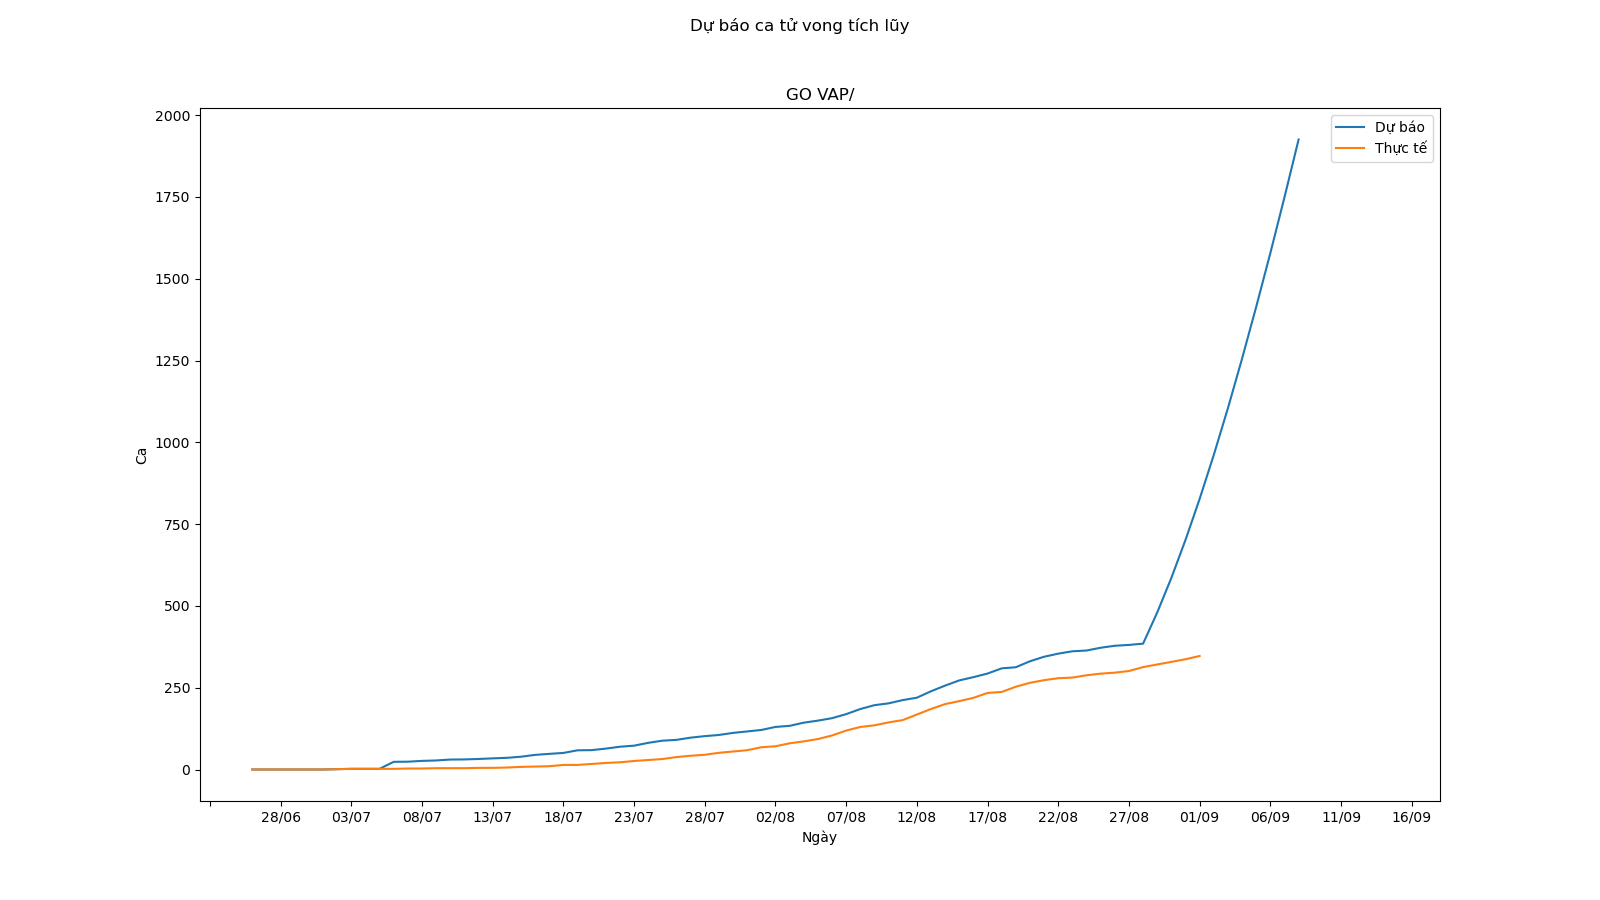 Dự báo ca tử vong tích lũy
GO VAP/
Dự báo
Thực tế
2000
1750
1500
1250
1000
750
500
250
0
Ca
28/06 03/07 08/07 13/07 18/07 23/07 28/07 02/08 07/08 12/08 17/08 22/08 27/08 01/09 06/09 11/09 16/09
Ngày